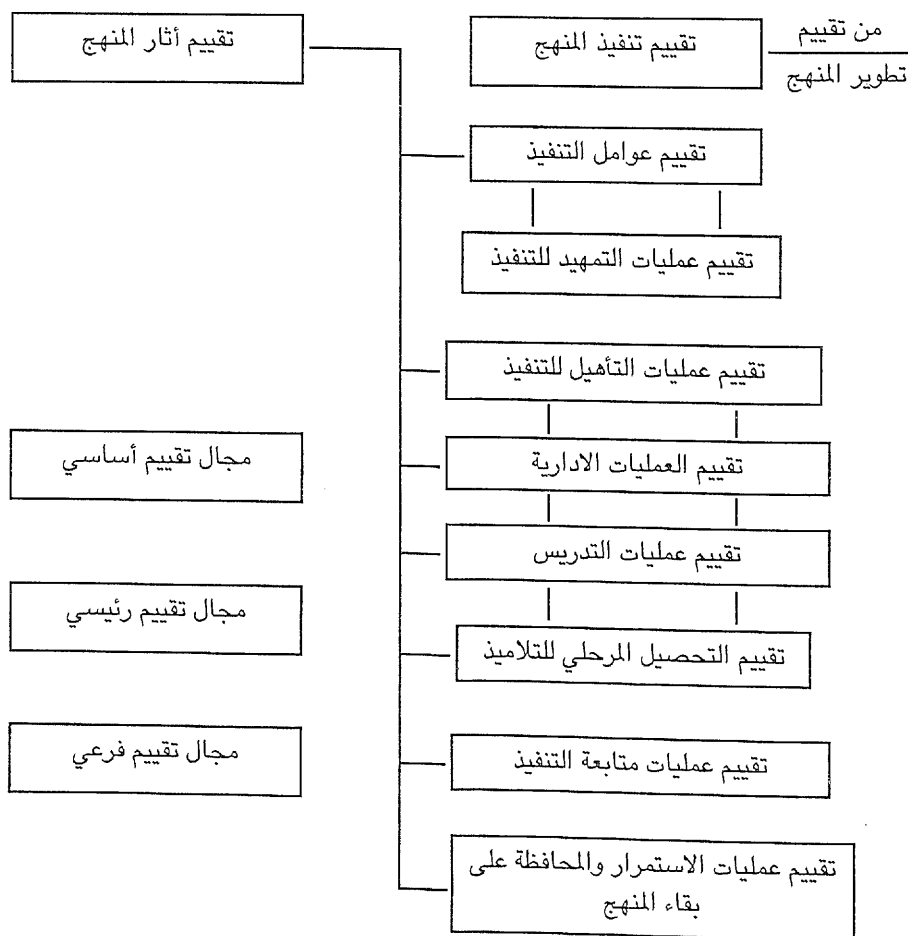 من تقييم
تطوير المنهج
تقييم تنفيذ المنهج
تقييم أثار المنهج
تقييم عوامل التنفيذ
تقييم عمليات التمهيد للتنفيذ
تقييم عمليات التأهيل للتنفيذ
تقييم العمليات الادارية
تقييم عمليات التدريس
تقييم التحصيل المرحلي للتلاميذ
تقييم عمليات متابعة التنفيذ
تقييم عمليات الاستمرار والمحافظة على
بقاء المنهج
مجال تقييم أساسي
مجال تقييم رئيسي
مجال تقييم فرعي